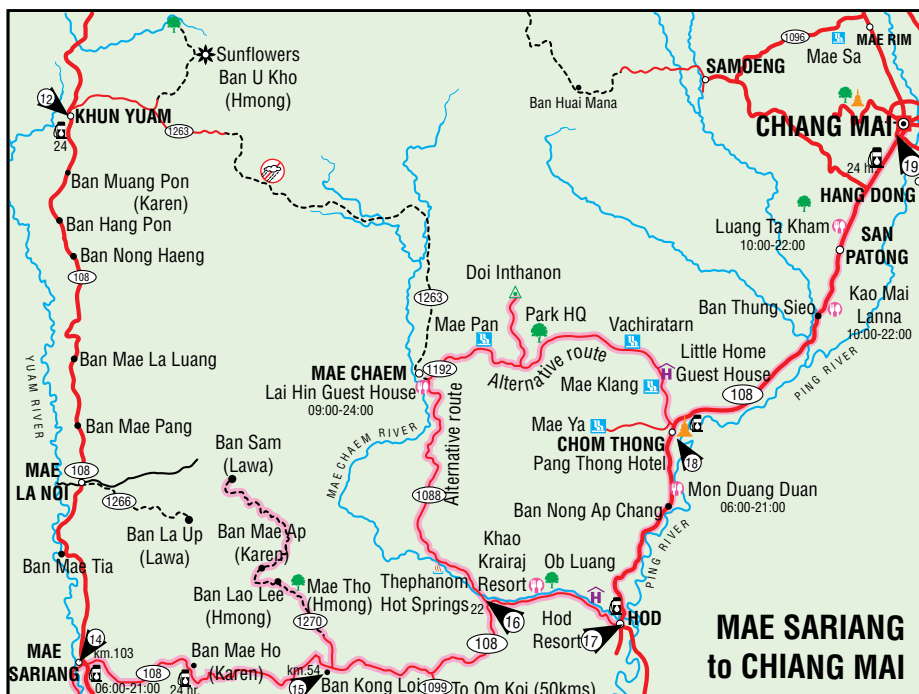 Sunflowers
Ban U Kho
(Hmong)
12
KHUN YUAM
24
1263
Ban Muang Pon
(Karen)
Ban Hang Pon
Ban Nong Haeng
108
Ban Mae La Luang
YUAM RIVER
Ban Mae Pang
MAE
LA NOI
108
1266
Ban La Up
(Lawa)
Ban Mae Tia
Ban Huai Mana
SAMOENG
1096
Mae Sa
MAE RIM
CHIANG MAI
24 hr.
19
HANG DONG
Luang Ta Kham
10:00-22:00
SAN
PATONG
Kao Mai
Lanna
10:00-22:00
Ban Thung Sieo
PING RIVER
1263
Doi Inthanon
Mae Pan
Park HQ
Vachiratarn
Alternative route
Little Home
Guest House
Mae Klang
108
MAE CHAEM
1192
Lai Hin Guest House
09:00-24:00
Alternative route
MAE CHAEM RIVER
1088
Mae Ya
CHOM THONG
Pang Thong Hotel
18
Mon Duang Duan
06:00-21:00
Ban Nong Ap Chang
PING RIVER
Ban Sam
(Lawa)
Ban Mae Ap
(Karen)
Ban Lao Lee
(Hmong)
Mae Tho
(Hmong)
1270
Thephanom
Hot Springs
22
Khao
Krairaj
Resort
Ob Luang
16
Hod
Resort
17
HOD
108
14
km.103
MAE
SARIANG
06:00-21:00
108
24 hr.
Ban Mae Ho
(Karen)
km.54
15
Ban Kong Loi
1099
To Om Koi (50kms)
MAE SARIANG
to CHIANG MAI